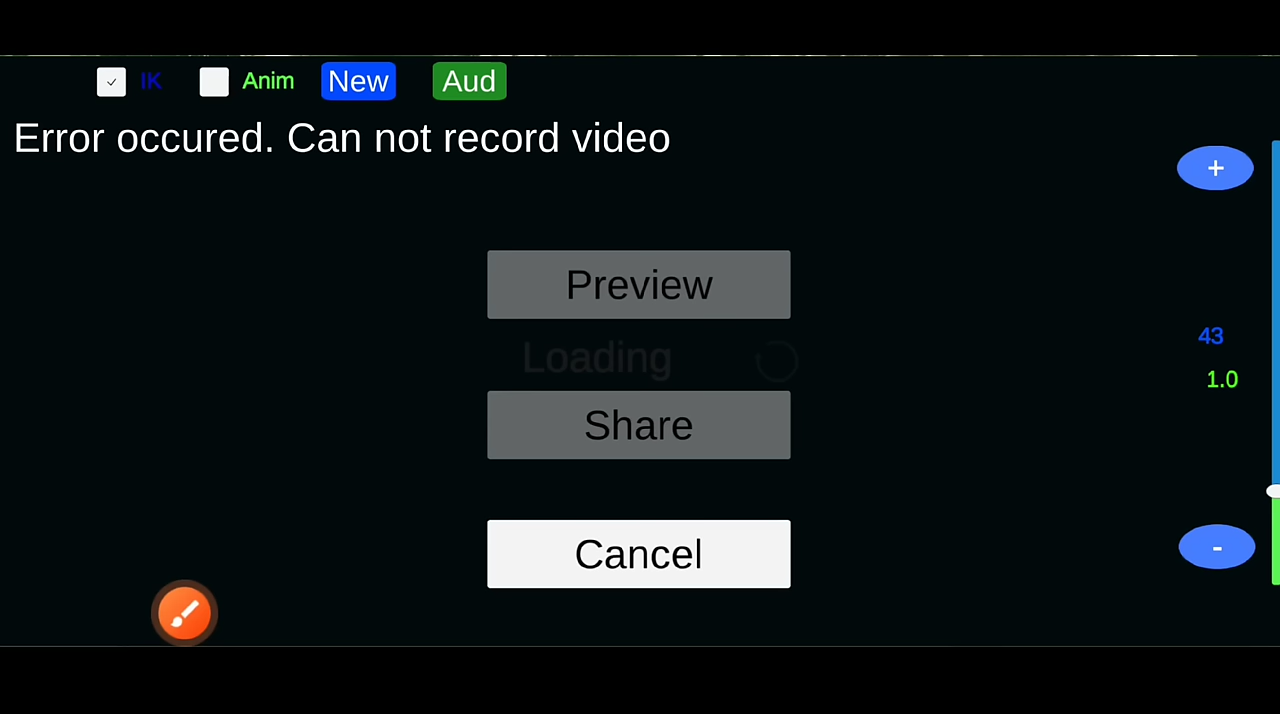 IK Anim New Aud
Error occured. Can not record video
+
Preview
43
Loading
1.0
Share
Cancel
-